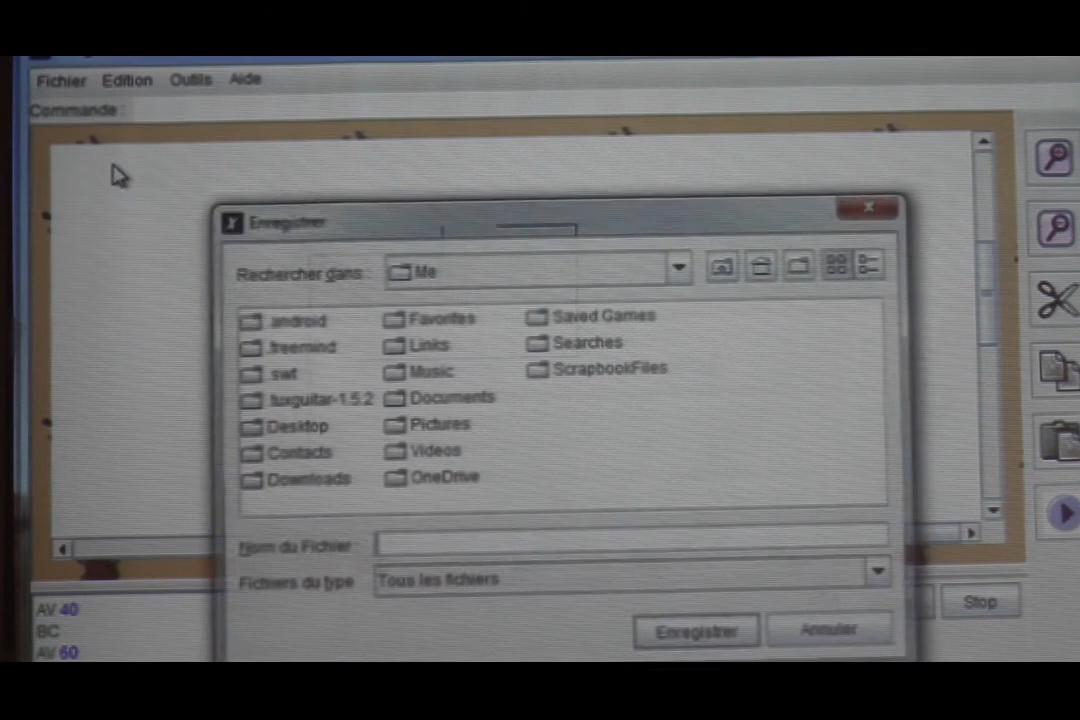 Fichier Edition Outils Aide
Commande :
Enregistrer
Rechercher dans : Me
.android Favorites Saved Games
.freemind Links Searches
.swt Music ScrapbookFiles
tuxguitar-1.5.2 Documents
Desktop Pictures
Contacts Videos
Downloads OneDrive
Nom du Fichier :
Fichiers du type : Tous les fichiers
Enregistrer Annuler
Stop
AV 40
BC
AV 60